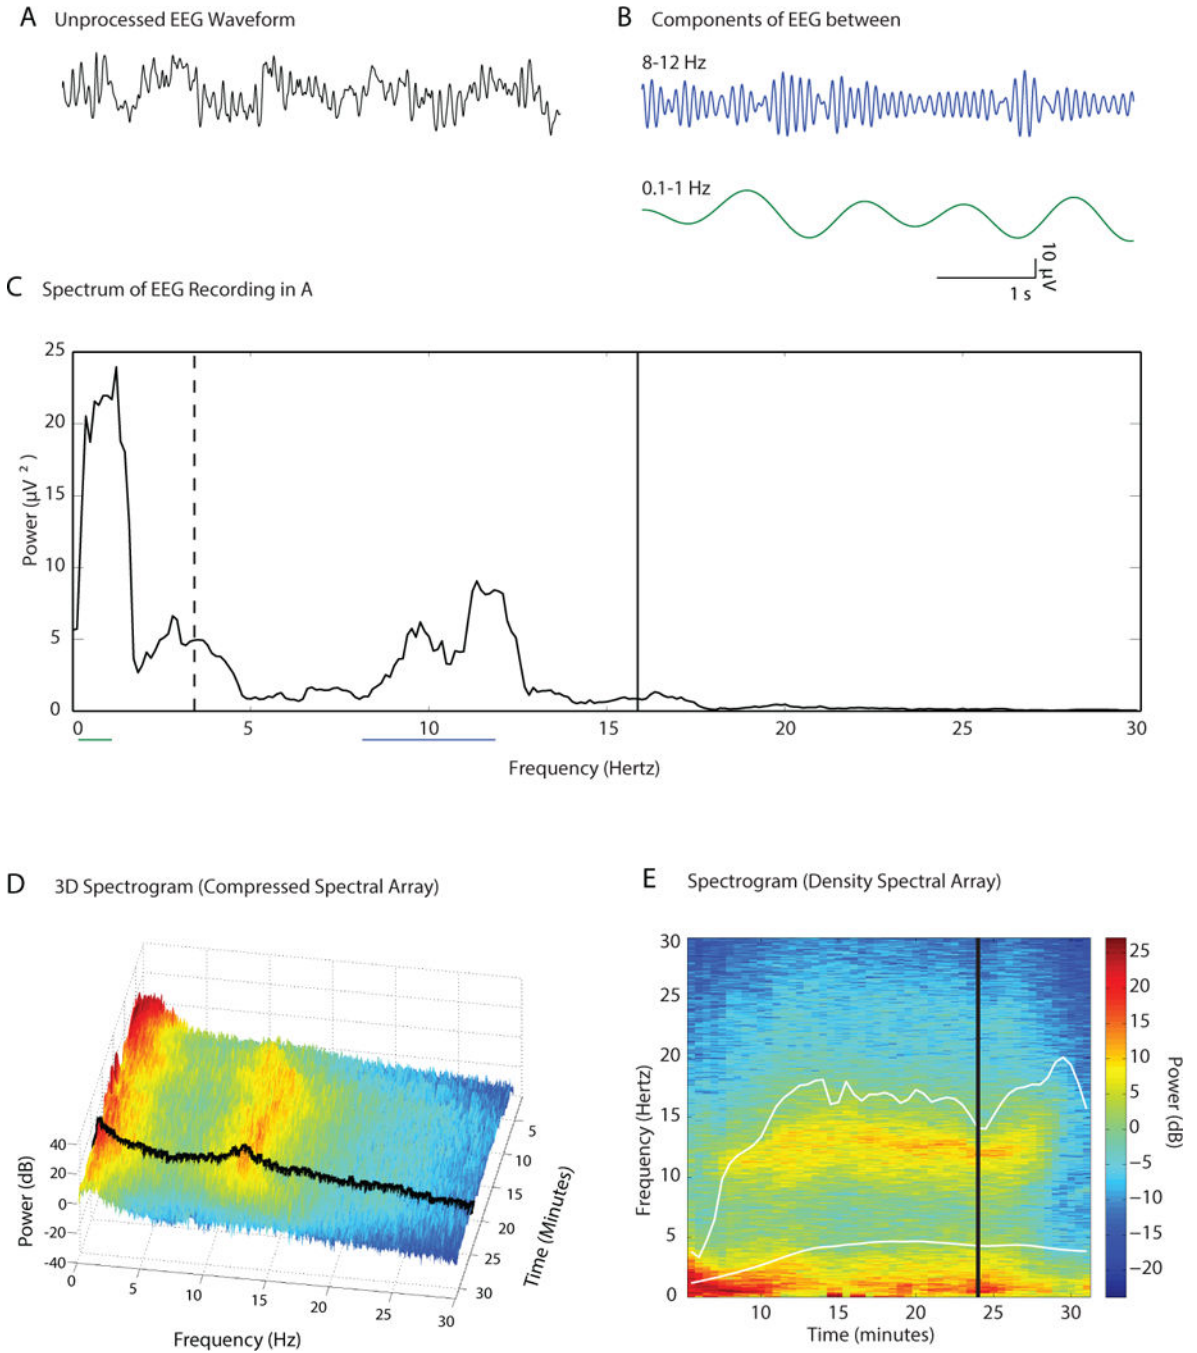 A Unprocessed EEG Waveform
B Components of EEG between
8-12 Hz
0.1-1 Hz
10 µV
1 s
C Spectrum of EEG Recording in A
25
20
15
10
5
0
Power (µV ²)
0 5 10 15 20 25 30
Frequency (Hertz)
D 3D Spectrogram (Compressed Spectral Array)
40
20
0
-20
-40
Power (dB)
0 5 10 15 20 25 30
Frequency (Hz)
5
10
15
20
25
30
Time (Minutes)
E Spectrogram (Density Spectral Array)
30
25
20
15
10
5
0
Frequency (Hertz)
10 15 20 25 30
Time (minutes)
25
20
15
10
5
0
−5
−10
−15
−20
Power (dB)